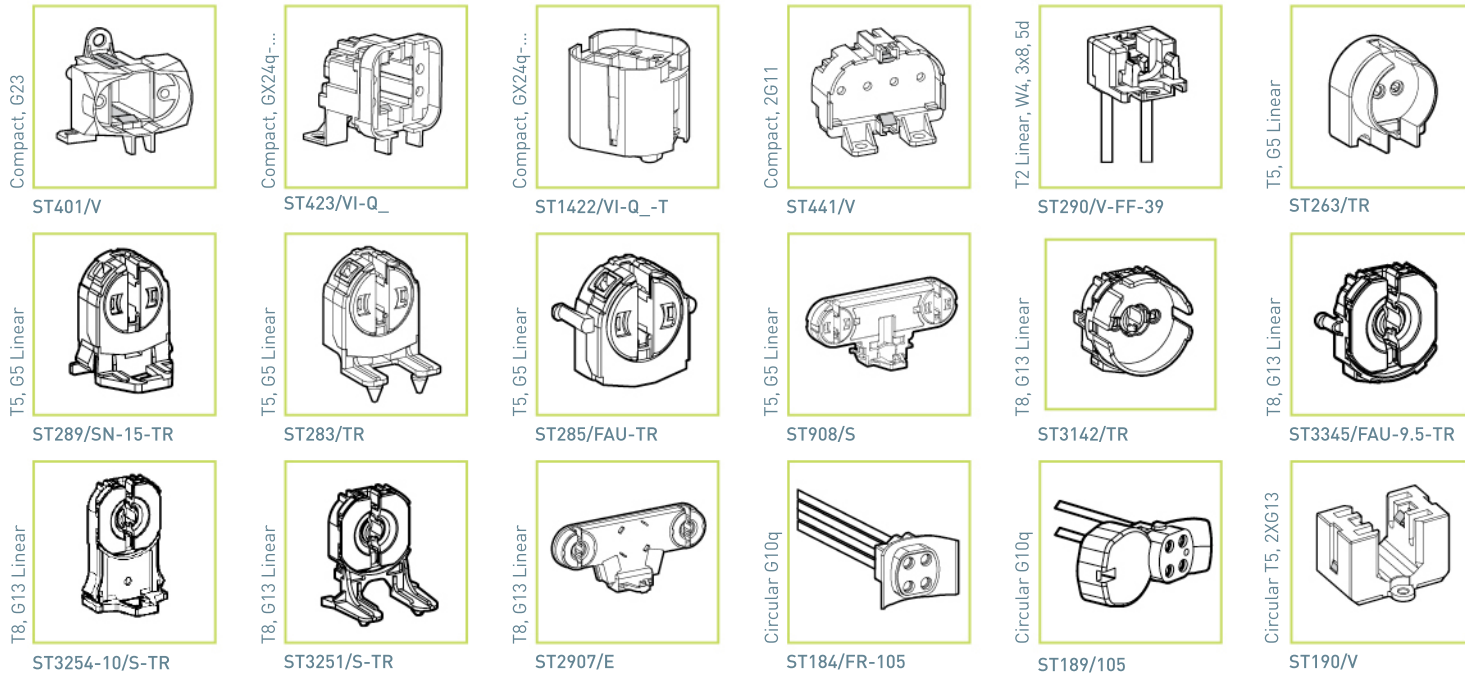 Compact, G23
ST401/V
Compact, GX24q-...
ST423/VI-Q_
Compact, GX24q-...
ST1422/VI-Q_-T
Compact, 2G11
ST441/V
T2 Linear, W4, 3x8, 5d
ST290/V-FF-39
T5, G5 Linear
ST263/TR
T5, G5 Linear
ST289/SN-15-TR
T5, G5 Linear
ST283/TR
T5, G5 Linear
ST285/FAU-TR
T5, G5 Linear
ST908/S
T8, G13 Linear
ST3142/TR
T8, G13 Linear
ST3345/FAU-9.5-TR
T8, G13 Linear
ST3254-10/S-TR
T8, G13 Linear
ST3251/S-TR
T8, G13 Linear
ST2907/E
Circular G10q
ST184/FR-105
Circular G10q
ST189/105
Circular T5, 2XG13
ST190/V